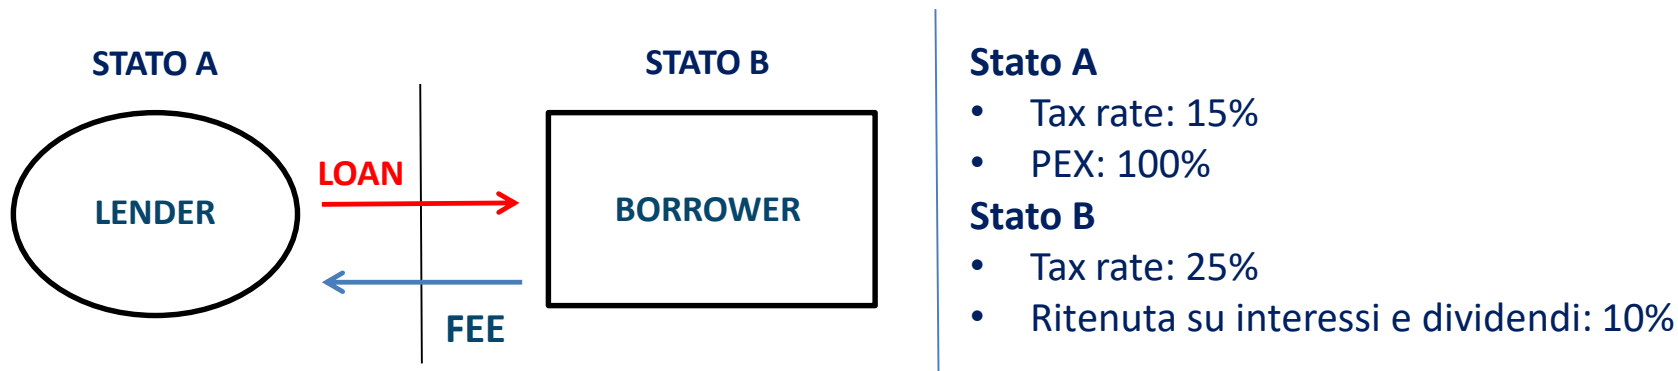 STATO A
STATO B
LENDER
LOAN
BORROWER
FEE
Stato A
• Tax rate: 15%
• PEX: 100%
Stato B
• Tax rate: 25%
• Ritenuta su interessi e dividendi: 10%